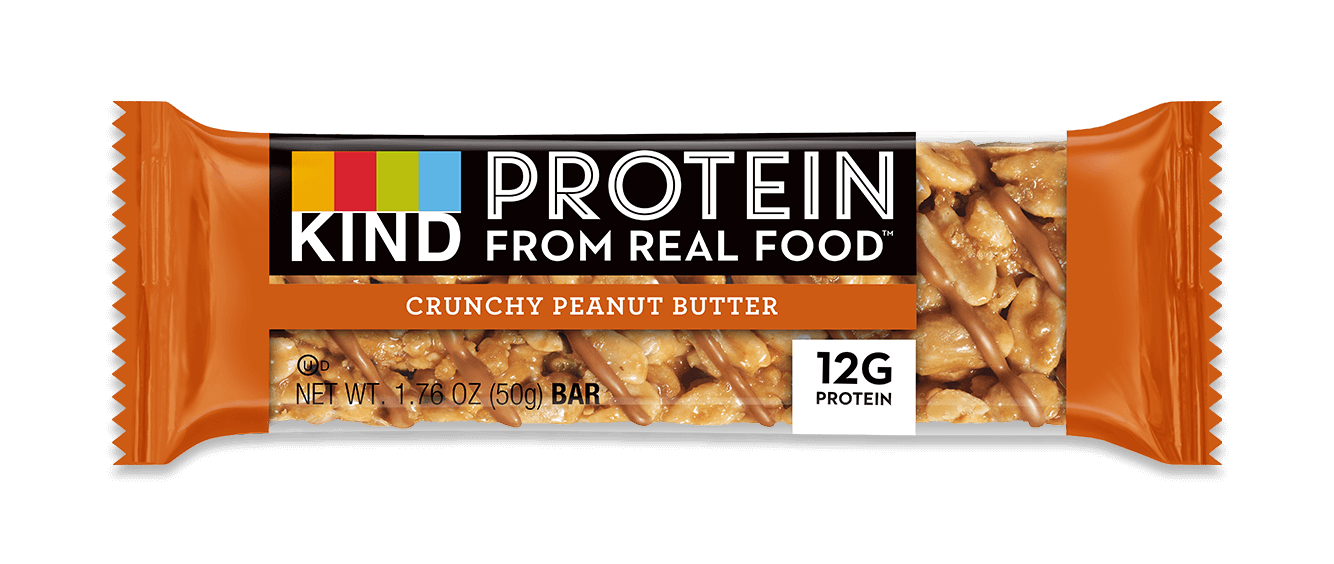 KIND
PROTEIN
FROM REAL FOOD™
CRUNCHY PEANUT BUTTER
12G
PROTEIN
Ⓤ D
NET WT. 1.76 OZ (50g) BAR